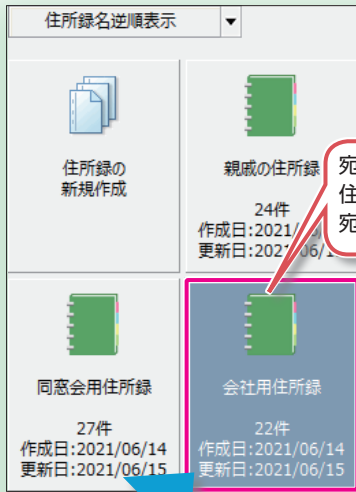 住所録名逆順表示
住所録の
新規作成
親戚の住所録
24件
作成日:2021/
更新日:2021/06/1
宛
住
宛
同窓会用住所録
27件
作成日:2021/06/14
更新日:2021/06/15
会社用住所録
22件
作成日:2021/06/14
更新日:2021/06/15